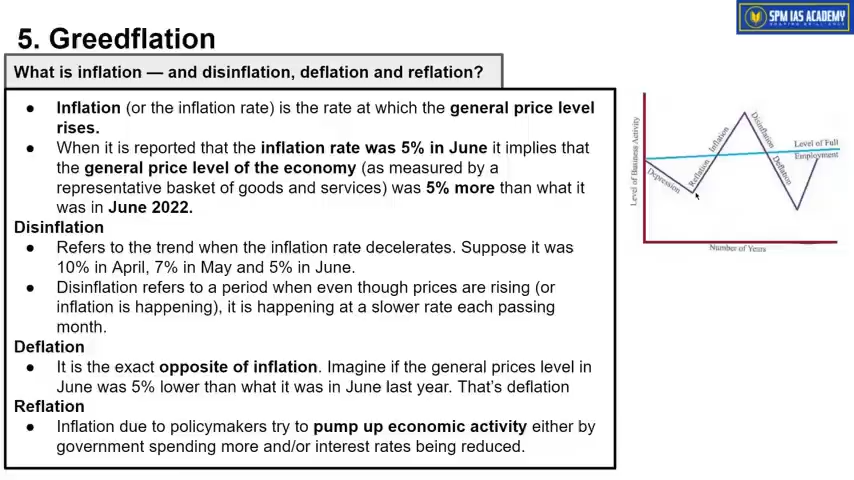 SPM IAS ACADEMY
SHAPING BRILLIANCE
5. Greedflation
What is inflation — and disinflation, deflation and reflation?
● Inflation (or the inflation rate) is the rate at which the general price level
rises.
● When it is reported that the inflation rate was 5% in June it implies that
the general price level of the economy (as measured by a
representative basket of goods and services) was 5% more than what it
was in June 2022.
Disinflation
● Refers to the trend when the inflation rate decelerates. Suppose it was
10% in April, 7% in May and 5% in June.
● Disinflation refers to a period when even though prices are rising (or
inflation is happening), it is happening at a slower rate each passing
month.
Deflation
● It is the exact opposite of inflation. Imagine if the general prices level in
June was 5% lower than what it was in June last year. That’s deflation
Reflation
● Inflation due to policymakers try to pump up economic activity either by
government spending more and/or interest rates being reduced.
Level of Business Activity
Depression
Reflation
Inflation
Disinflation
Deflation
Level of Full
Employment
Number of Years